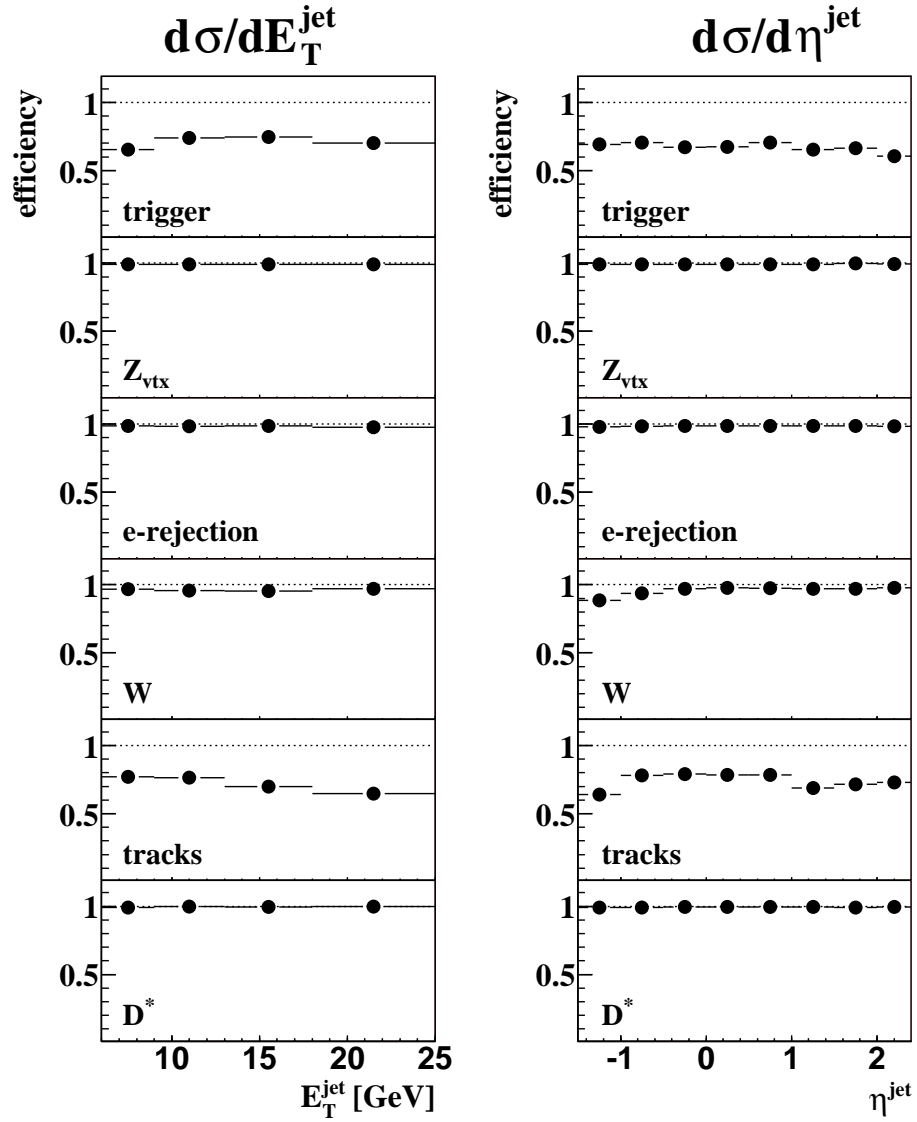 dσ/dE_T^jet
efficiency
1
0.5
trigger
1
0.5
Z_vtx
1
0.5
e-rejection
1
0.5
W
1
0.5
tracks
1
0.5
D*
10 15 20 25
E_T^jet [GeV]
dσ/dη^jet
efficiency
1
0.5
trigger
1
0.5
Z_vtx
1
0.5
e-rejection
1
0.5
W
1
0.5
tracks
1
0.5
D*
-1 0 1 2
η^jet